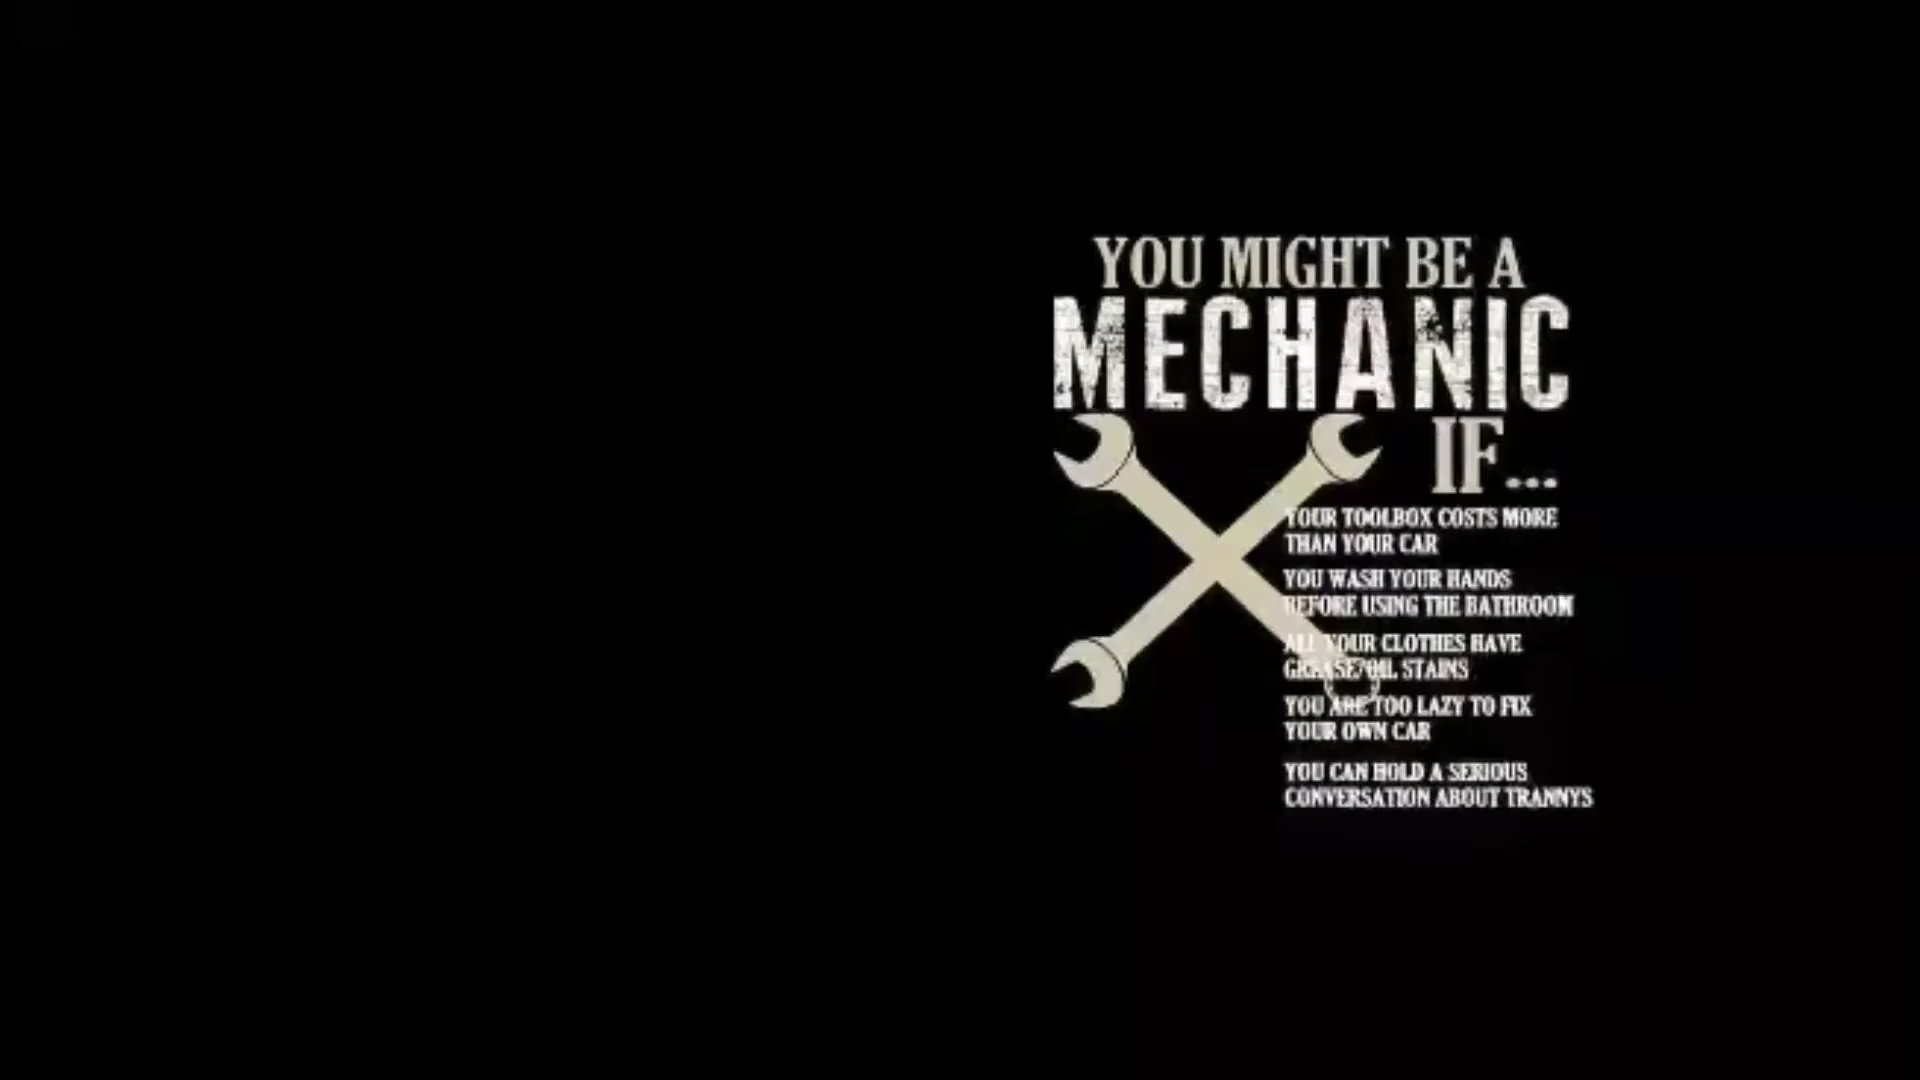 YOU MIGHT BE A
MECHANIC
IF...
YOUR TOOLBOX COSTS MORE
THAN YOUR CAR
YOU WASH YOUR HANDS
BEFORE USING THE BATHROOM
ALL YOUR CLOTHES HAVE
GREASE/OIL STAINS
YOU ARE TOO LAZY TO FIX
YOUR OWN CAR
YOU CAN HOLD A SERIOUS
CONVERSATION ABOUT TRANNYS